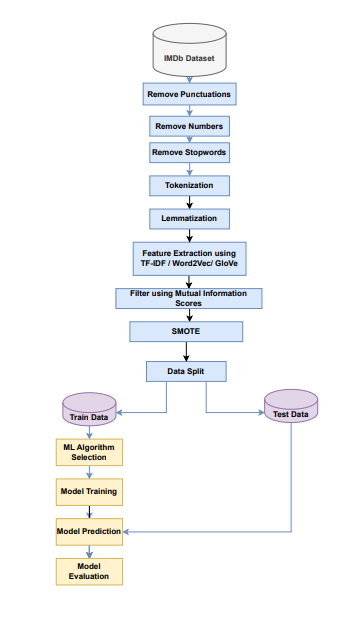 IMDb Dataset
Remove Punctuations
Remove Numbers
Remove Stopwords
Tokenization
Lemmatization
Feature Extraction using
TF-IDF / Word2Vec/ GloVe
Filter using Mutual Information
Scores
SMOTE
Data Split
Train Data
Test Data
ML Algorithm
Selection
Model Training
Model Prediction
Model
Evaluation